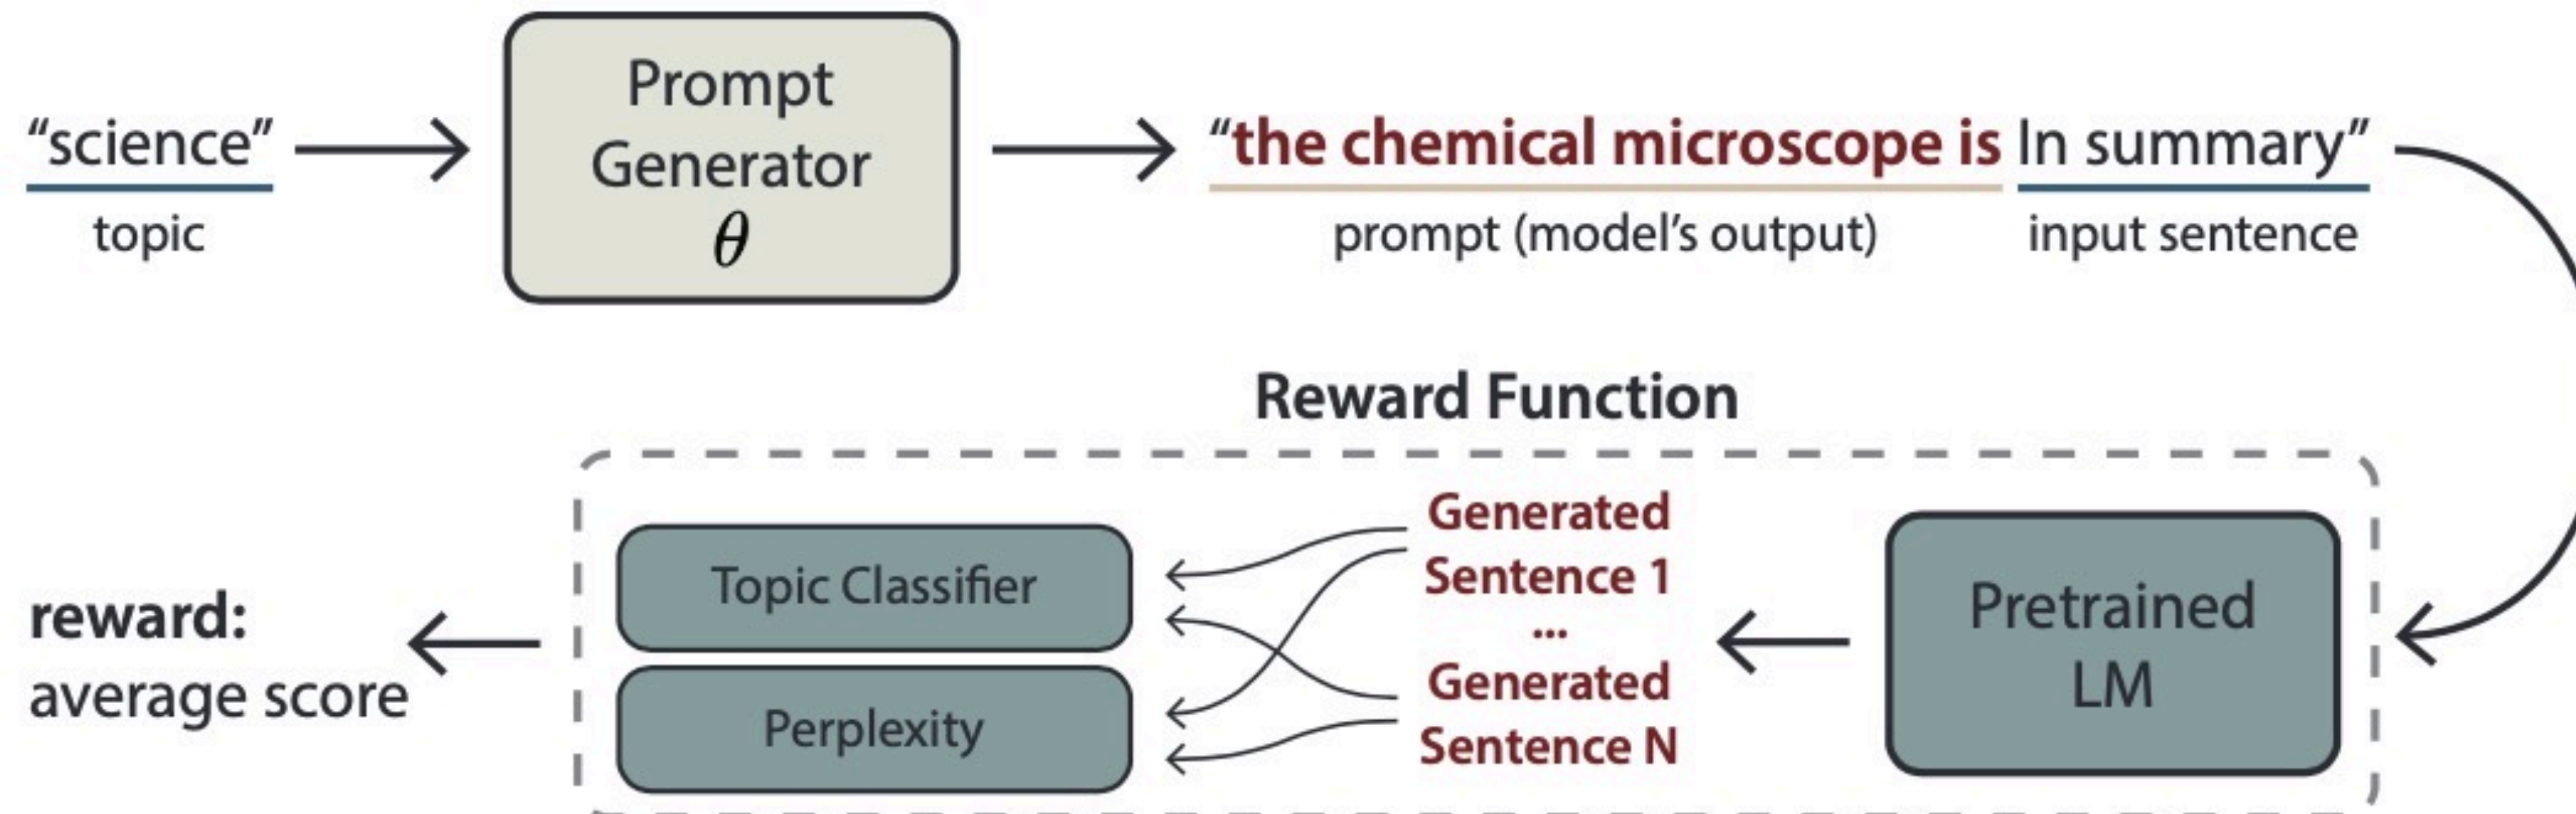 Prompt
Generator
θ
“science”
topic
“the chemical microscope is In summary”
prompt (model’s output)
input sentence
Reward Function
Pretrained
LM
Generated
Sentence 1
...
Generated
Sentence N
Topic Classifier
Perplexity
reward:
average score